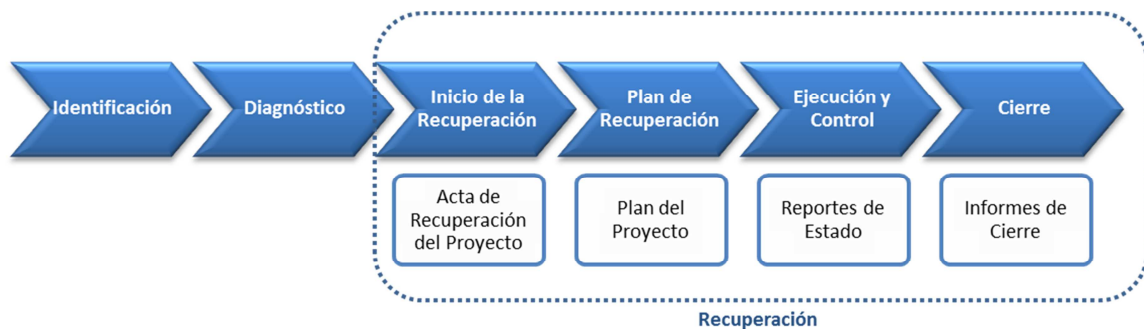 Identificación
Diagnóstico
Inicio de la
Recuperación
Plan de
Recuperación
Ejecución y
Control
Cierre
Acta de
Recuperación
del Proyecto
Plan del
Proyecto
Reportes de
Estado
Informes de
Cierre
Recuperación